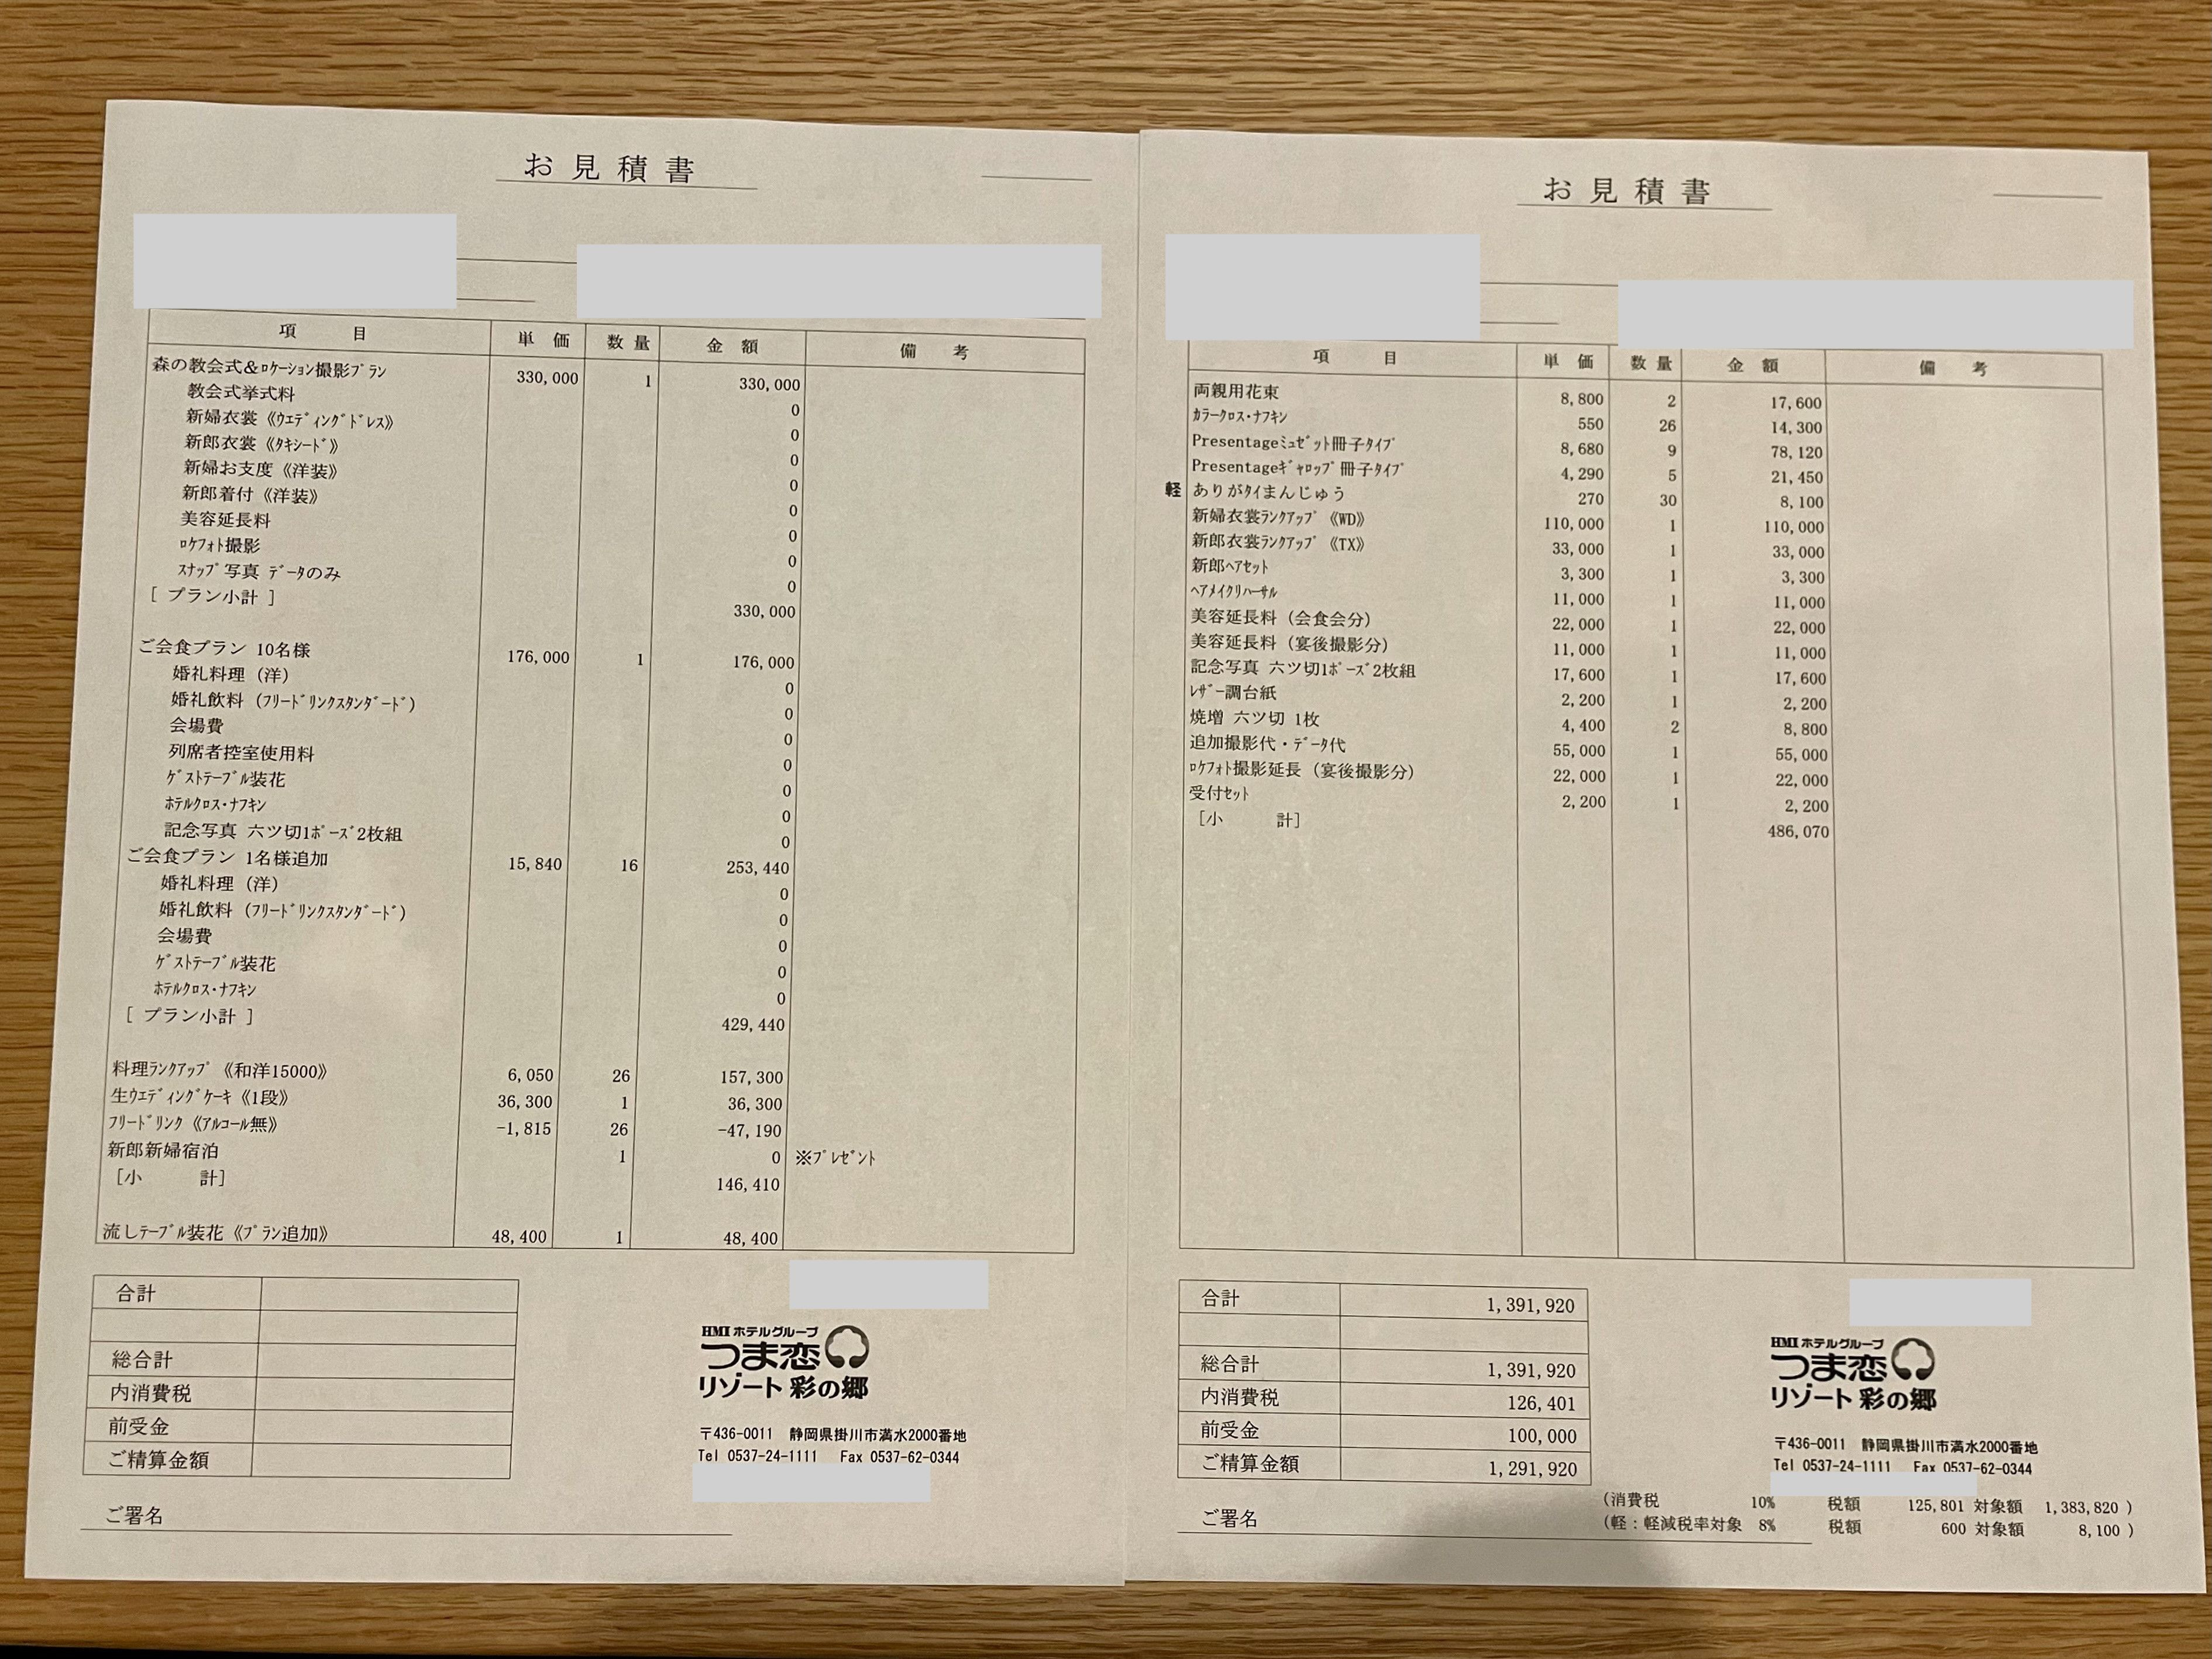 お見積書
項 目 単 価 数 量 金 額 備 考
森の教会式&ﾛｹｰｼｮﾝ撮影ﾌﾟﾗﾝ 330,000 1 330,000
教会式挙式料 0
新婦衣裳《ｳｴﾃﾞｨﾝｸﾞﾄﾞﾚｽ》 0
新郎衣裳《ﾀｷｼｰﾄﾞ》 0
新婦お支度《洋装》 0
新郎着付《洋装》 0
美容延長料 0
ﾛｹﾌｫﾄ撮影 0
ｽﾅｯﾌﾟ写真 ﾃﾞｰﾀのみ 0
[ プラン小計 ] 330,000
ご会食プラン 10名様 176,000 1 176,000
婚礼料理（洋） 0
婚礼飲料（ﾌﾘｰﾄﾞﾘﾝｸｽﾀﾝﾀﾞｰﾄﾞ） 0
会場費 0
列席者控室使用料 0
ｹﾞｽﾄﾃｰﾌﾞﾙ装花 0
ﾎﾃﾙｸﾛｽ・ﾅﾌｷﾝ 0
記念写真 六ツ切1ﾎﾟｰｽﾞ2枚組 0
ご会食プラン 1名様追加 15,840 16 253,440
婚礼料理（洋） 0
婚礼飲料（ﾌﾘｰﾄﾞﾘﾝｸｽﾀﾝﾀﾞｰﾄﾞ） 0
会場費 0
ｹﾞｽﾄﾃｰﾌﾞﾙ装花 0
ﾎﾃﾙｸﾛｽ・ﾅﾌｷﾝ 0
[ プラン小計 ] 429,440
料理ﾗﾝｸｱｯﾌﾟ《和洋15000》 6,050 26 157,300
生ｳｴﾃﾞｨﾝｸﾞケーキ《1段》 36,300 1 36,300
ﾌﾘｰﾄﾞﾘﾝｸ《ｱﾙｺｰﾙ無》 -1,815 26 -47,190
新郎新婦宿泊 1 0 ※ﾌﾟﾚｾﾞﾝﾄ
［小 計］ 146,410
流しﾃｰﾌﾞﾙ装花《ﾌﾟﾗﾝ追加》 48,400 1 48,400
合計
総合計
内消費税
前受金
ご精算金額
ご署名
HMIホテルグループ
つま恋
リゾート 彩の郷
〒436-0011 静岡県掛川市満水2000番地
Tel 0537-24-1111 Fax 0537-62-0344
お見積書
項 目 単 価 数 量 金 額 備 考
両親用花束 8,800 2 17,600
ｶﾗｰクロス・ﾅﾌｷﾝ 550 26 14,300
Presentageﾐｭｾﾞｯﾄ冊子ﾀｲﾌﾟ 8,680 9 78,120
Presentageｷﾞｬﾛｯﾌﾟ冊子ﾀｲﾌﾟ 4,290 5 21,450
軽 ありがﾀｲまんじゅう 270 30 8,100
新婦衣裳ﾗﾝｸｱｯﾌﾟ《WD》 110,000 1 110,000
新郎衣裳ﾗﾝｸｱｯﾌﾟ《TX》 33,000 1 33,000
新郎ﾍｱｾｯﾄ 3,300 1 3,300
ﾍｱﾒｲｸﾘﾊｰｻﾙ 11,000 1 11,000
美容延長料（会食会分） 22,000 1 22,000
美容延長料（宴後撮影分） 11,000 1 11,000
記念写真 六ツ切1ﾎﾟｰｽﾞ2枚組 17,600 1 17,600
ﾚｻﾞｰ調台紙 2,200 1 2,200
焼増 六ツ切 1枚 4,400 2 8,800
追加撮影代・ﾃﾞｰﾀ代 55,000 1 55,000
ﾛｹﾌｫﾄ撮影延長（宴後撮影分） 22,000 1 22,000
受付ｾｯﾄ 2,200 1 2,200
［小 計］ 486,070
合計 1,391,920
総合計 1,391,920
内消費税 126,401
前受金 100,000
ご精算金額 1,291,920
HMIホテルグループ
つま恋
リゾート 彩の郷
〒436-0011 静岡県掛川市満水2000番地
Tel 0537-24-1111 Fax 0537-62-0344
ご署名
（消費税 10% 税額 125,801 対象額 1,383,820 ）
（軽：軽減税率対象 8% 税額 600 対象額 8,100 ）